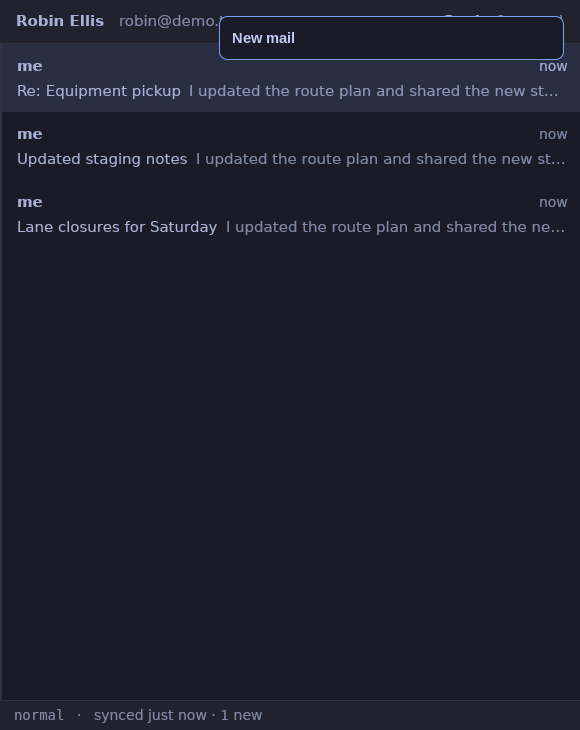 Robin Ellis robin@demo.
New mail
me now
Re: Equipment pickup I updated the route plan and shared the new st…
me now
Updated staging notes I updated the route plan and shared the new st…
me now
Lane closures for Saturday I updated the route plan and shared the ne…
normal · synced just now · 1 new